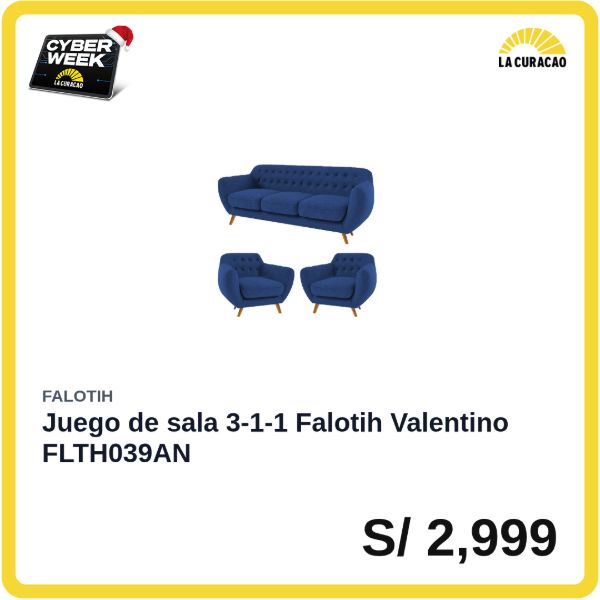 CYBER
WEEK
LA CURACAO
LA CURACAO
FALOTIH
Juego de sala 3-1-1 Falotih Valentino
FLTH039AN
S/ 2,999